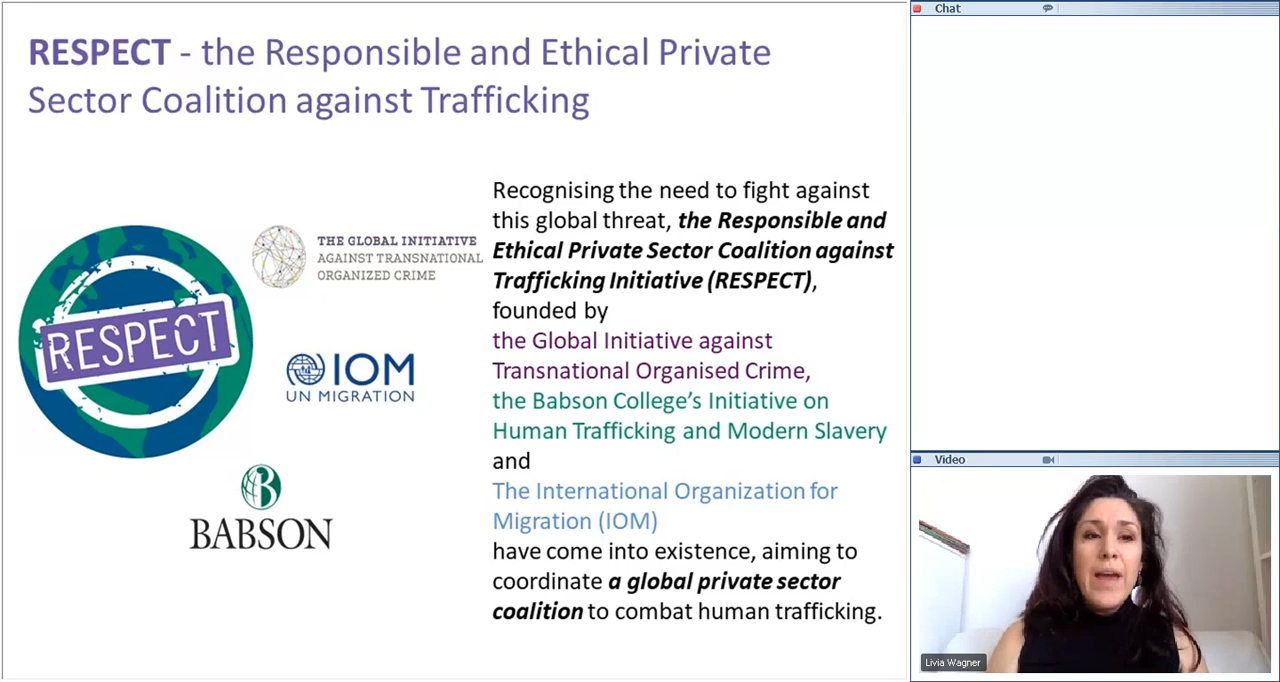 RESPECT - the Responsible and Ethical Private
Sector Coalition against Trafficking
RESPECT
THE GLOBAL INITIATIVE
AGAINST TRANSNATIONAL
ORGANIZED CRIME
IOM
UN MIGRATION
B
BABSON
Recognising the need to fight against
this global threat, the Responsible and
Ethical Private Sector Coalition against
Trafficking Initiative (RESPECT),
founded by
the Global Initiative against
Transnational Organised Crime,
the Babson College’s Initiative on
Human Trafficking and Modern Slavery
and
The International Organization for
Migration (IOM)
have come into existence, aiming to
coordinate a global private sector
coalition to combat human trafficking.
Chat
Video
Livia Wagner